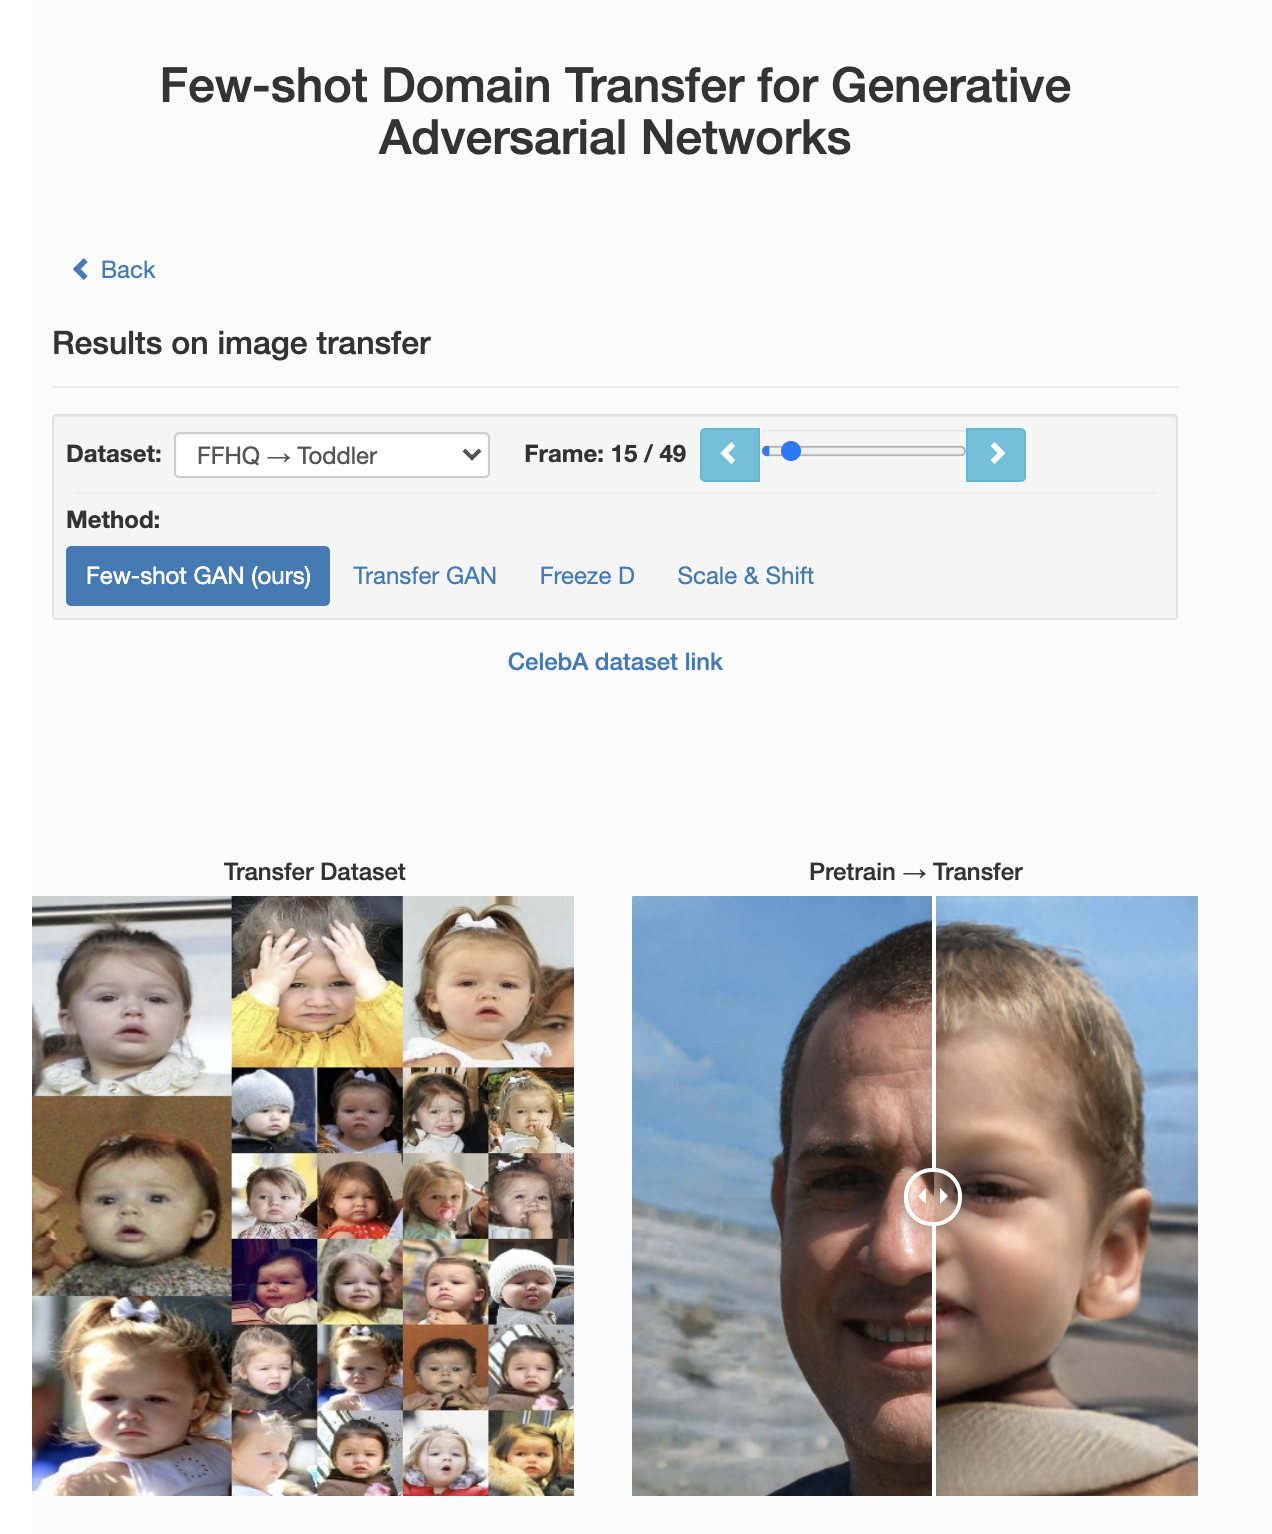 Few-shot Domain Transfer for Generative
Adversarial Networks
Back
Results on image transfer
Dataset: FFHQ → Toddler Frame: 15 / 49
Method:
Few-shot GAN (ours) Transfer GAN Freeze D Scale & Shift
CelebA dataset link
Transfer Dataset Pretrain → Transfer